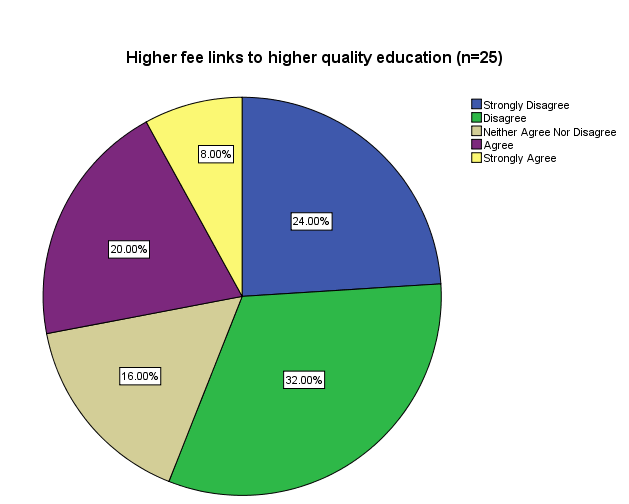 Higher fee links to higher quality education (n=25)
Strongly Disagree
Disagree
Neither Agree Nor Disagree
Agree
Strongly Agree
8.00%
24.00%
20.00%
16.00%
32.00%